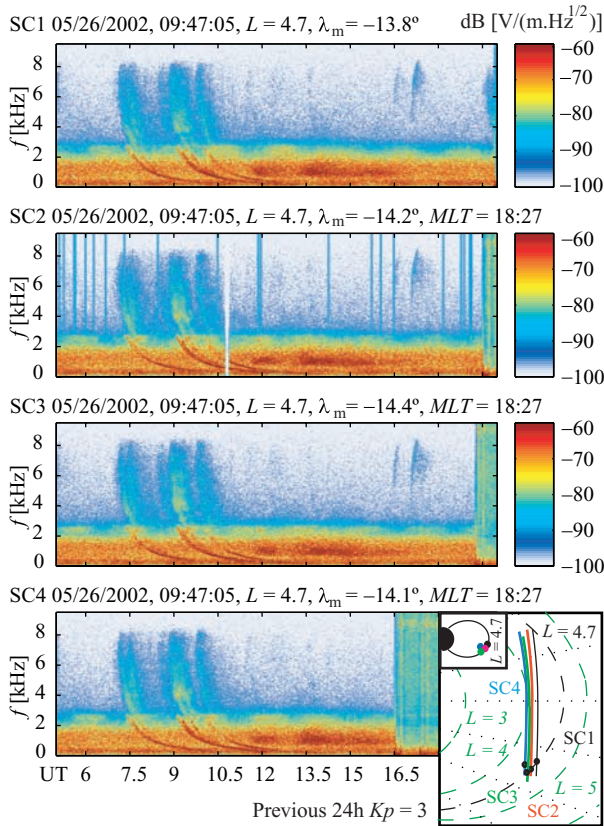 SC1 05/26/2002, 09:47:05, L = 4.7, λm = −13.8º dB [V/(m.Hz1/2)]
8
6
4
2
0
f [kHz]
−60
−70
−80
−90
−100
SC2 05/26/2002, 09:47:05, L = 4.7, λm = −14.2º, MLT = 18:27
8
6
4
2
0
f [kHz]
−60
−70
−80
−90
−100
SC3 05/26/2002, 09:47:05, L = 4.7, λm = −14.4º, MLT = 18:27
8
6
4
2
0
f [kHz]
−60
−70
−80
−90
−100
SC4 05/26/2002, 09:47:05, L = 4.7, λm = −14.1º, MLT = 18:27
8
6
4
2
0
f [kHz]
L = 4.7
L = 4.7
SC4
L = 3
SC1
L = 4
L = 5
SC3
SC2
UT 6 7.5 9 10.5 12 13.5 15 16.5
Previous 24h Kp = 3